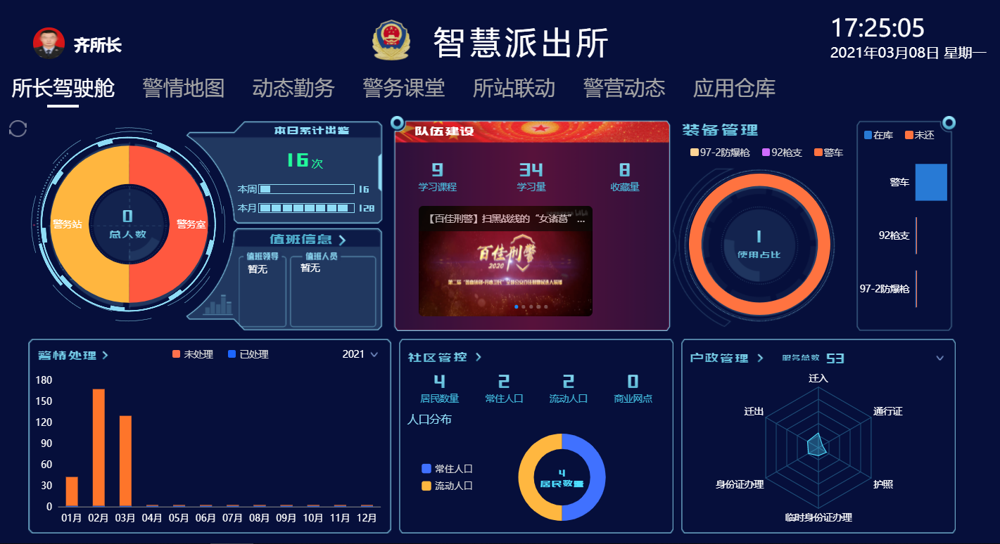 齐所长
智慧派出所
17:25:05
2021年03月08日 星期一
所长驾驶舱 警情地图 动态勤务 警务课堂 所站联动 警营动态 应用仓库
警务站
0
总人数
警务室
本日累计出警
16次
本周 16
本月 128
值班信息
值班领导
暂无
值班人员
暂无
队伍建设
9 34 8
学习课程 学习量 收藏量
【百佳刑警】扫黑战线的“女诸葛”...
百佳刑警
2020
装备管理
97-2防爆枪 92枪支 警车
1
使用占比
在库 未还
警车
92枪支
97-2防爆枪
警情处理
未处理 已处理
2021
180
150
120
90
60
30
0
01月 02月 03月 04月 05月 06月 07月 08月 09月 10月 11月 12月
社区管控
4 2 2 0
居民数量 常住人口 流动人口 商业网点
人口分布
常住人口
流动人口
4
居民数量
户政管理
服务总数 53
迁入
迁出
通行证
身份证办理
护照
临时身份证办理